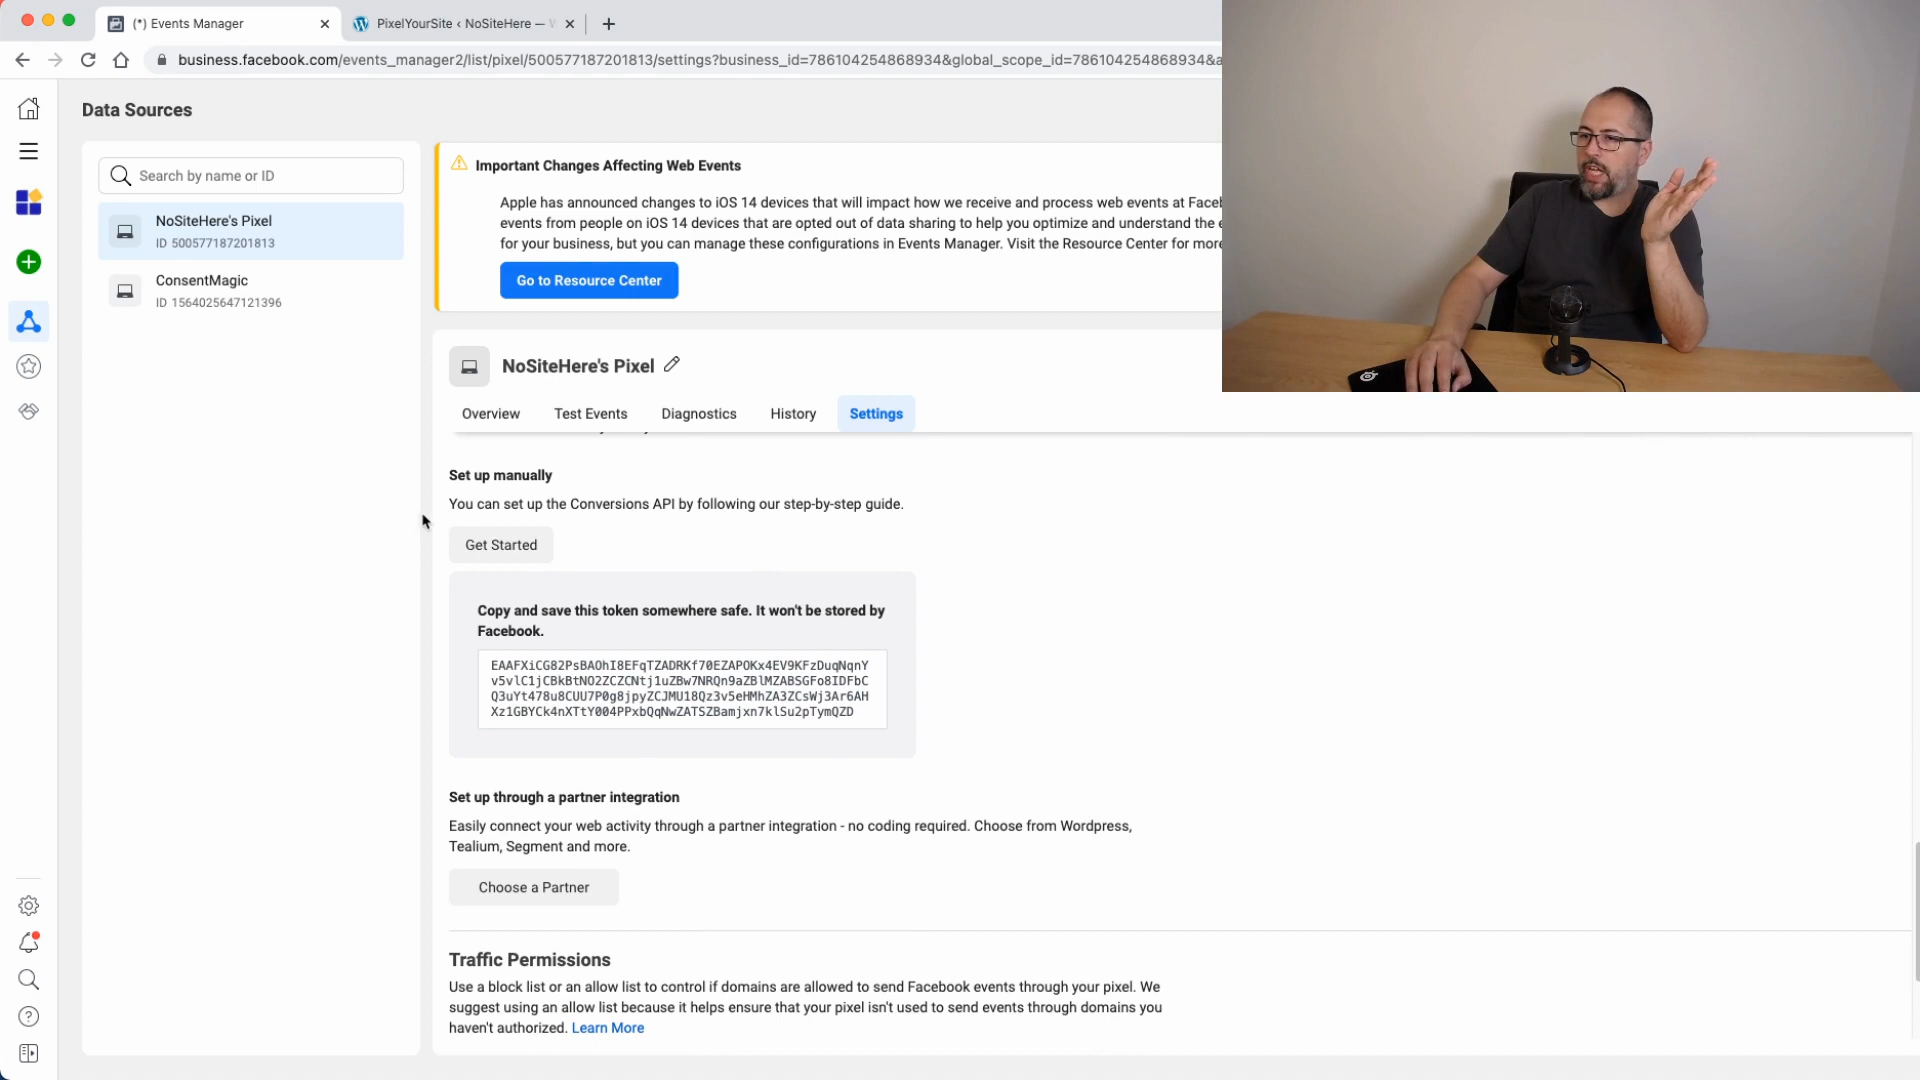 (*) Events Manager
PixelYourSite ‹ NoSiteHere —
business.facebook.com/events_manager2/list/pixel/500577187201813/settings?business_id=786104254868934&global_scope_id=786104254868934&a
Data Sources
Search by name or ID
NoSiteHere's Pixel
ID 500577187201813
ConsentMagic
ID 1564025647121396
Important Changes Affecting Web Events
Apple has announced changes to iOS 14 devices that will impact how we receive and process web events at Faceb
events from people on iOS 14 devices that are opted out of data sharing to help you optimize and understand the e
for your business, but you can manage these configurations in Events Manager. Visit the Resource Center for more
Go to Resource Center
NoSiteHere's Pixel
Overview
Test Events
Diagnostics
History
Settings
Set up manually
You can set up the Conversions API by following our step-by-step guide.
Get Started
Copy and save this token somewhere safe. It won't be stored by
Facebook.
EAAFXiCG82PsBAOhI8EFqTZADRKf70EZAPOKx4EV9KFzDuqNqnY
v5vlC1jCBkBtNO2ZCZCNtj1uZBw7NRQn9aZBlMZABSGFo8IDFbC
Q3uYt478u8CUU7P0g8jpyZCJMU18Qz3v5eHMhZA3ZCsWj3Ar6AH
Xz1GBYCk4nXTtY004PPxbQqNwZATSZBamjxn7klSu2pTymQZD
Set up through a partner integration
Easily connect your web activity through a partner integration - no coding required. Choose from Wordpress,
Tealium, Segment and more.
Choose a Partner
Traffic Permissions
Use a block list or an allow list to control if domains are allowed to send Facebook events through your pixel. We
suggest using an allow list because it helps ensure that your pixel isn't used to send events through domains you
haven't authorized. Learn More